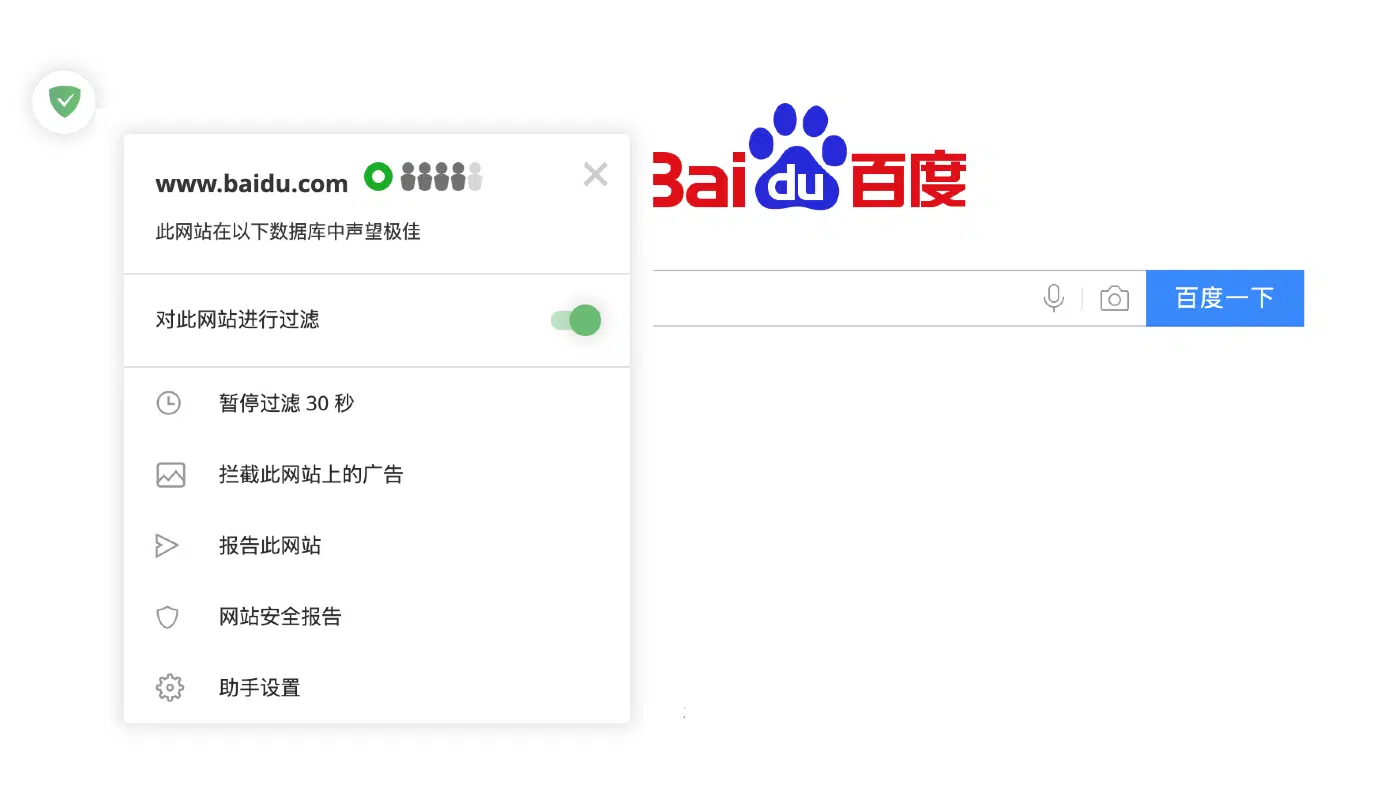 www.baidu.com
此网站在以下数据库中声望极佳
对此网站进行过滤
暂停过滤 30 秒
拦截此网站上的广告
报告此网站
网站安全报告
助手设置
Bai du 百度
百度一下